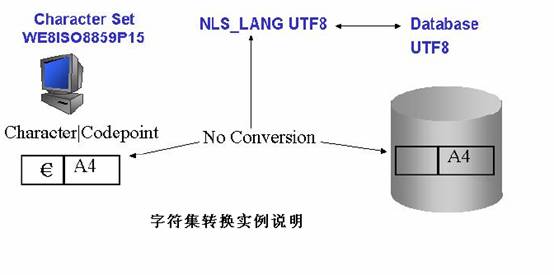 Character Set
WE8ISO8859P15
NLS_LANG UTF8
Database
UTF8
Character|Codepoint
No Conversion
€ A4
A4
字符集转换实例说明